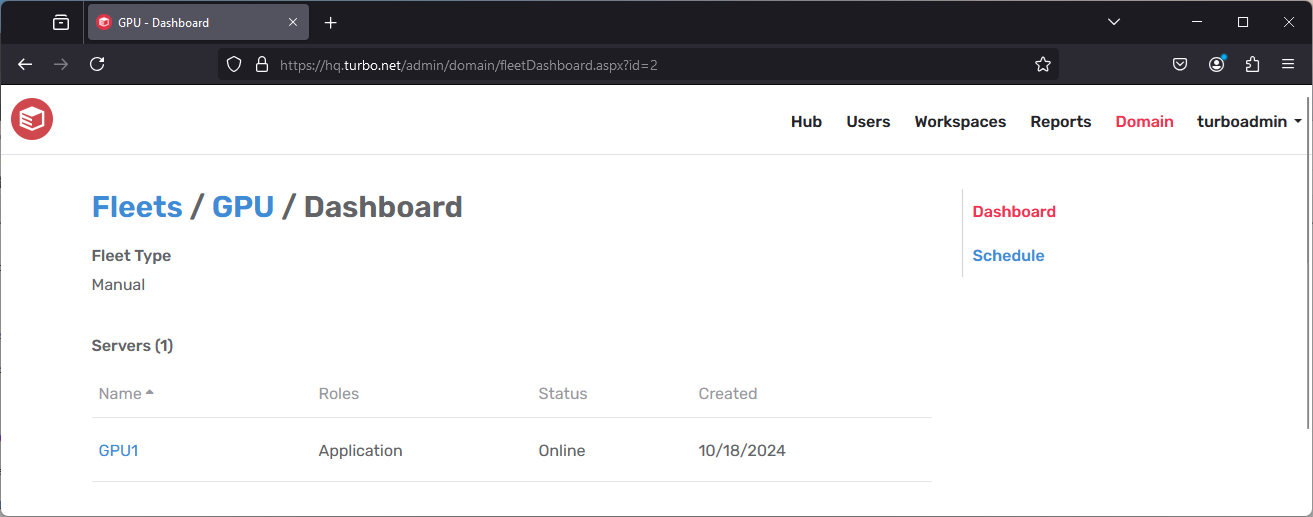 GPU - Dashboard
https://hq.turbo.net/admin/domain/fleetDashboard.aspx?id=2
Hub Users Workspaces Reports Domain turboadmin
Fleets / GPU / Dashboard
Fleet Type
Manual
Servers (1)
Name Roles Status Created
GPU1 Application Online 10/18/2024
Dashboard
Schedule